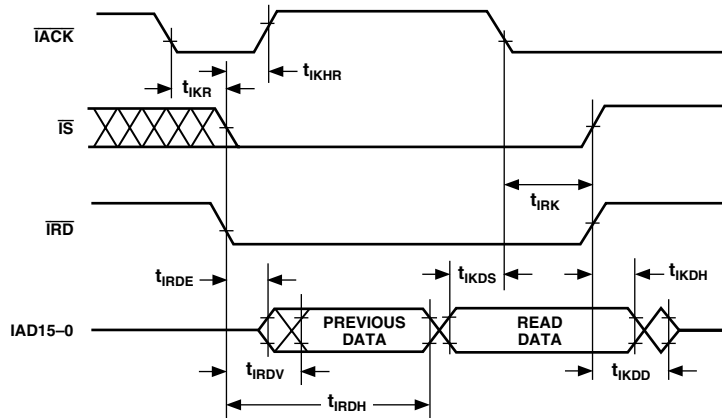 IACK
tIKR
tIKHR
IS
tIRK
IRD
tIRDE
tIKDS
tIKDH
IAD15–0
PREVIOUS DATA
READ DATA
tIRDV
tIKDD
tIRDH